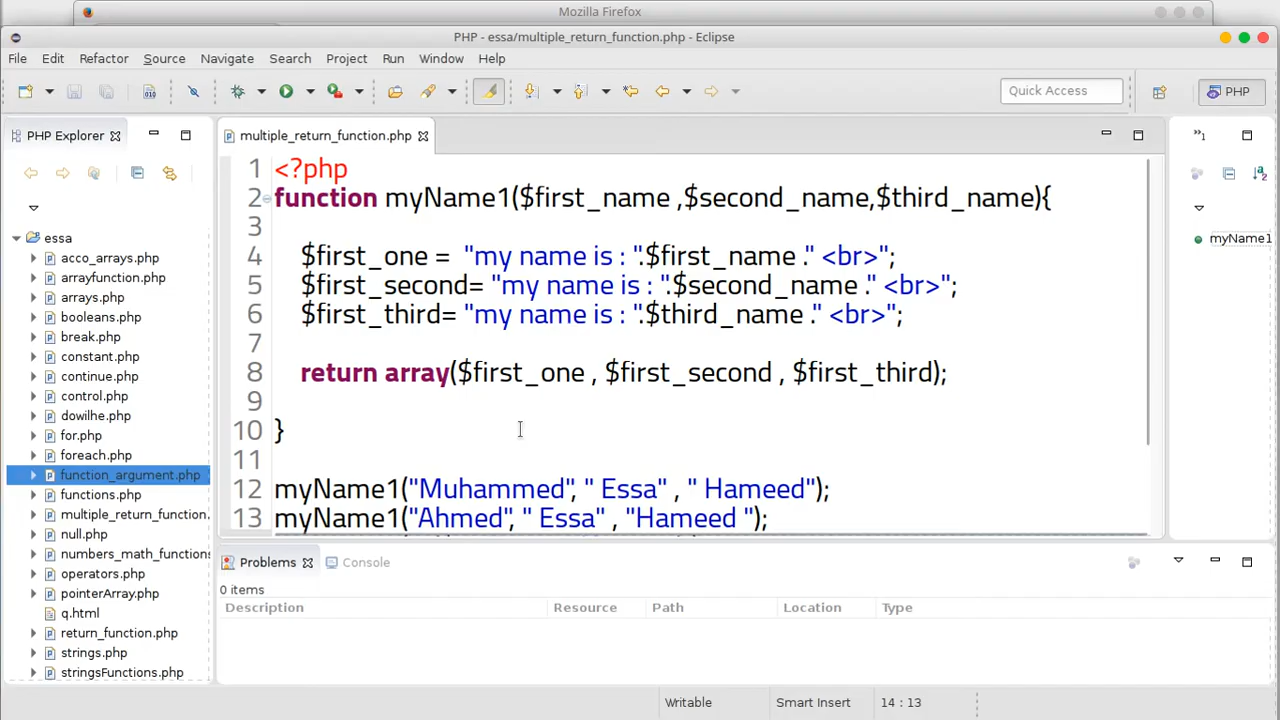 Mozilla Firefox
PHP - essa/multiple_return_function.php - Eclipse
File Edit Refactor Source Navigate Search Project Run Window Help
Quick Access
PHP
PHP Explorer
multiple_return_function.php
essa
acco_arrays.php
arrayfunction.php
arrays.php
booleans.php
break.php
constant.php
continue.php
control.php
dowilhe.php
for.php
foreach.php
function_argument.php
functions.php
multiple_return_function.
null.php
numbers_math_functions
operators.php
pointerArray.php
q.html
return_function.php
strings.php
stringsFunctions.php
1 <?php
2 function myName1($first_name ,$second_name,$third_name){
3
4 $first_one = "my name is : ".$first_name ." <br>";
5 $first_second= "my name is : ".$second_name ." <br>";
6 $first_third= "my name is : ".$third_name ." <br>";
7
8 return array($first_one , $first_second , $first_third);
9
10 }
11
12 myName1("Muhammed", " Essa" , " Hameed");
13 myName1("Ahmed", " Essa" , "Hameed ");
1
myName1
Problems Console
0 items
Description Resource Path Location Type
Writable Smart Insert 14 : 13